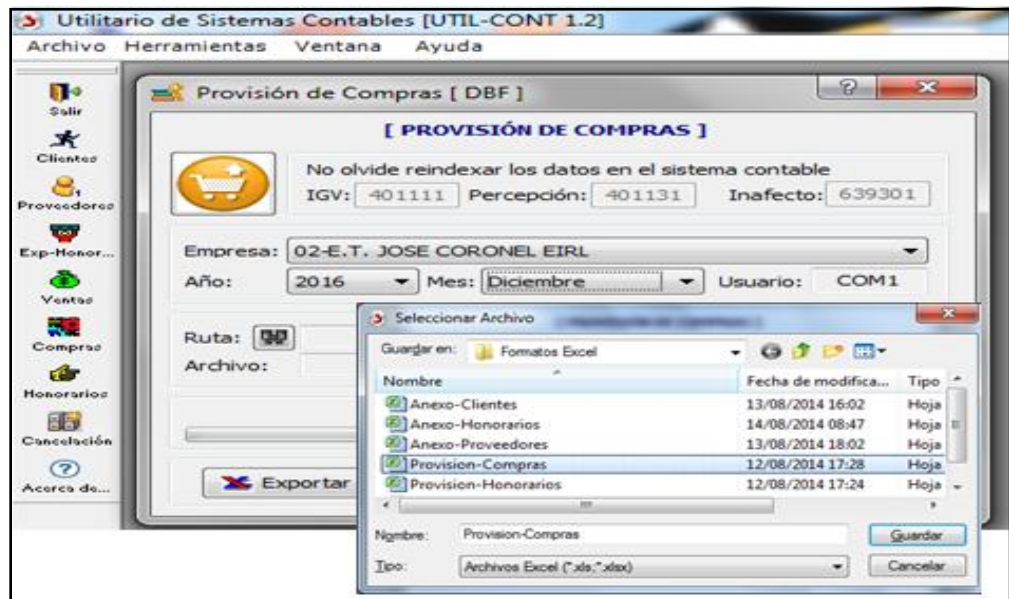 Utilitario de Sistemas Contables [UTIL-CONT 1.2]
Archivo Herramientas Ventana Ayuda
Salir
Clientes
Proveedores
Exp-Honor...
Ventas
Compras
Honorarios
Cancelación
Acerca de...
Provisión de Compras [ DBF ]
[ PROVISIÓN DE COMPRAS ]
No olvide reindexar los datos en el sistema contable
IGV: 401111 Percepción: 401131 Inafecto: 639301
Empresa: 02-E.T. JOSE CORONEL EIRL
Año: 2016 Mes: Diciembre Usuario: COM1
Ruta:
Archivo:
Exportar
Seleccionar Archivo
Guardar en: Formatos Excel
Nombre Fecha de modifica... Tipo
Anexo-Clientes 13/08/2014 16:02 Hoja
Anexo-Honorarios 14/08/2014 08:47 Hoja
Anexo-Proveedores 13/08/2014 18:02 Hoja
Provision-Compras 12/08/2014 17:28 Hoja
Provision-Honorarios 12/08/2014 17:24 Hoja
Nombre: Provision-Compras Guardar
Tipo: Archivos Excel (*.xls;*.xlsx) Cancelar